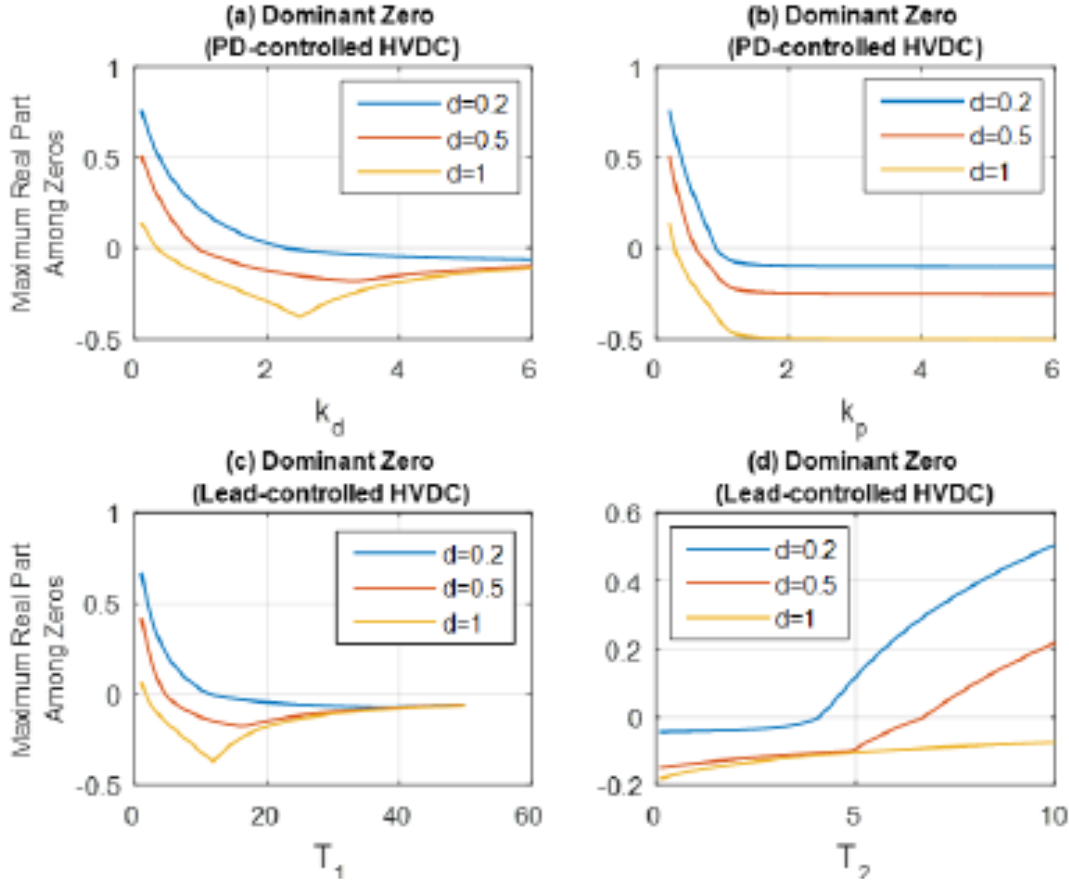 (a) Dominant Zero
(PD-controlled HVDC)
Maximum Real Part
Among Zeros
1
0.5
0
-0.5
d=0.2
d=0.5
d=1
0 2 4 6
k_d
(b) Dominant Zero
(PD-controlled HVDC)
1
0.5
0
-0.5
d=0.2
d=0.5
d=1
0 2 4 6
k_p
(c) Dominant Zero
(Lead-controlled HVDC)
Maximum Real Part
Among Zeros
1
0.5
0
-0.5
d=0.2
d=0.5
d=1
0 20 40 60
T_1
(d) Dominant Zero
(Lead-controlled HVDC)
0.6
0.4
0.2
0
-0.2
d=0.2
d=0.5
d=1
0 5 10
T_2